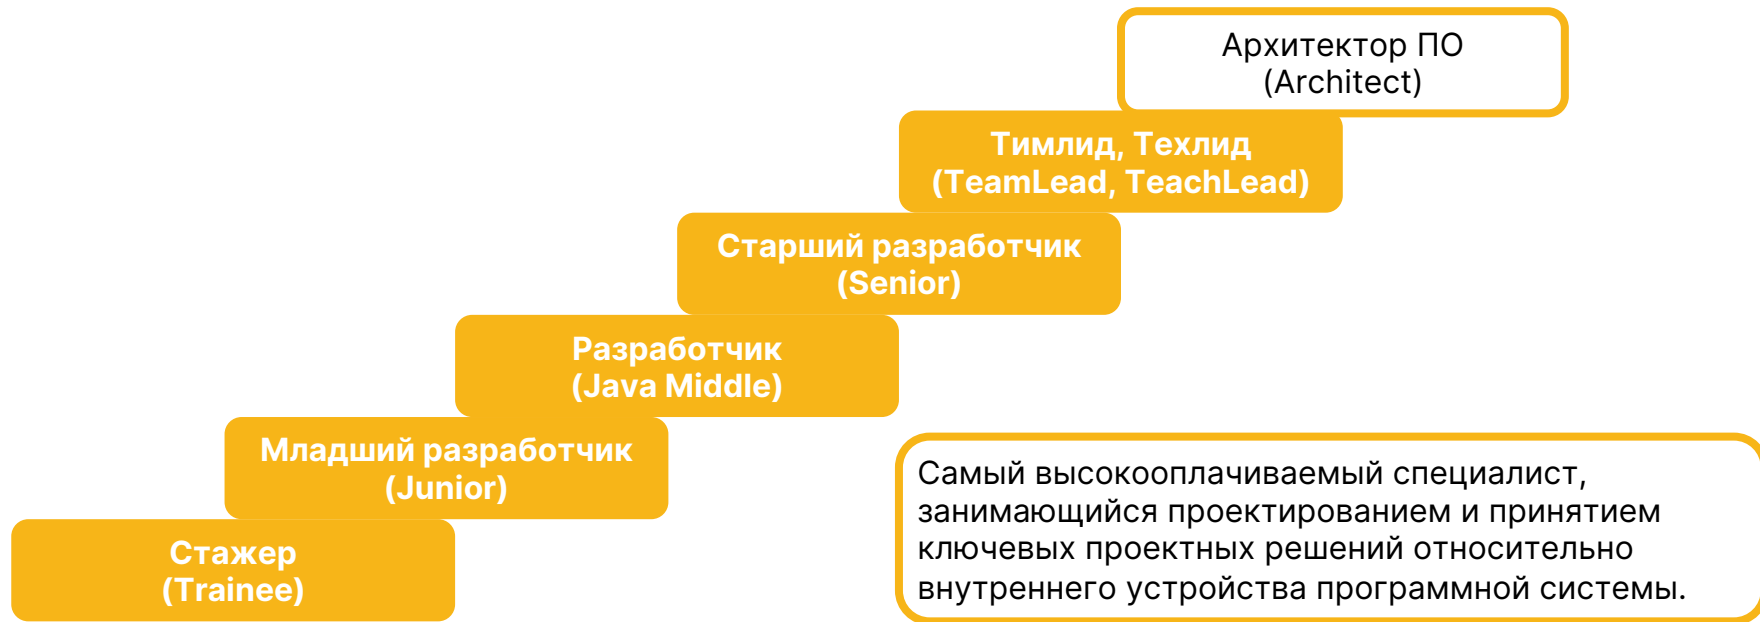 Архитектор ПО
(Architect)
Тимлид, Техлид
(TeamLead, TeachLead)
Старший разработчик
(Senior)
Разработчик
(Java Middle)
Младший разработчик
(Junior)
Стажер
(Trainee)
Самый высокооплачиваемый специалист,
занимающийся проектированием и принятием
ключевых проектных решений относительно
внутреннего устройства программной системы.